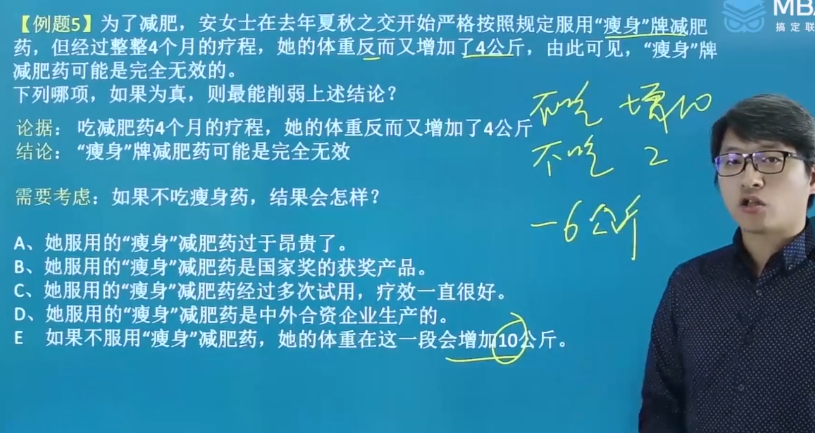 MBA
搞定联
【例题5】为了减肥，安女士在去年夏秋之交开始严格按照规定服用“瘦身”牌减肥
药，但经过整整4个月的疗程，她的体重反而又增加了4公斤，由此可见，“瘦身”牌
减肥药可能是完全无效的。
下列哪项，如果为真，则最能削弱上述结论？
论据：吃减肥药4个月的疗程，她的体重反而又增加了4公斤
结论：“瘦身”牌减肥药可能是完全无效
需要考虑：如果不吃瘦身药，结果会怎样？
A、她服用的“瘦身”减肥药过于昂贵了。
B、她服用的“瘦身”减肥药是国家奖的获奖产品。
C、她服用的“瘦身”减肥药经过多次试用，疗效一直很好。
D、她服用的“瘦身”减肥药是中外合资企业生产的。
E 如果不服用“瘦身”减肥药，她的体重在这一段会增加10公斤。
不吃 增10
不吃 2
-6公斤